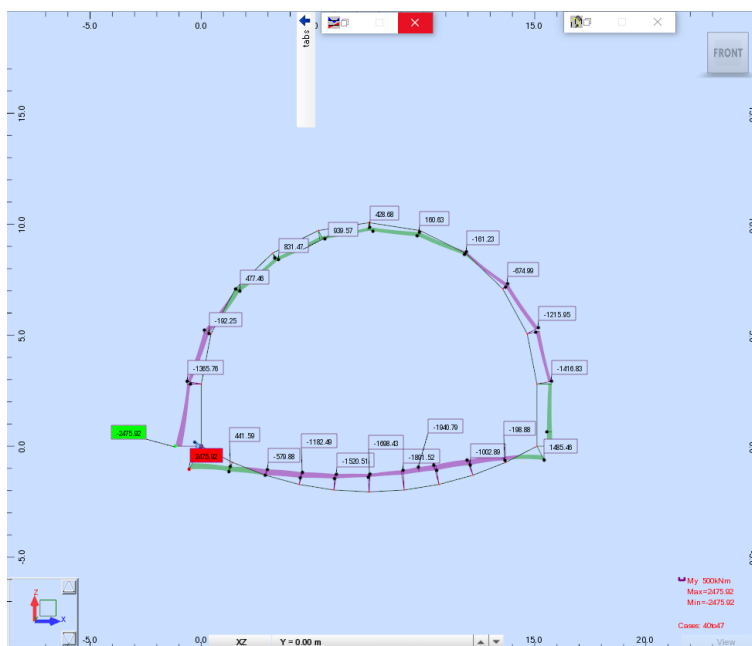 -5.0 0.0 15.0
tabs
FRONT
15.0
428.68
160.63
939.57
10.0
-161.23
831.47
477.46
-674.99
-192.25
-1215.95
5.0
-1365.76
-1416.83
-2475.92
441.59
-1940.79
-1698.43
-198.88
-1182.49
0.0
2475.92
-579.88
-1520.51
-1891.52
-1002.89
1485.46
-5.0
My 500kNm
Max=2475.92
Min=-2475.92
Cases: 40to47
Z
X
-5.0 0.0 XZ Y = 0.00 m 15.0 20.0 View